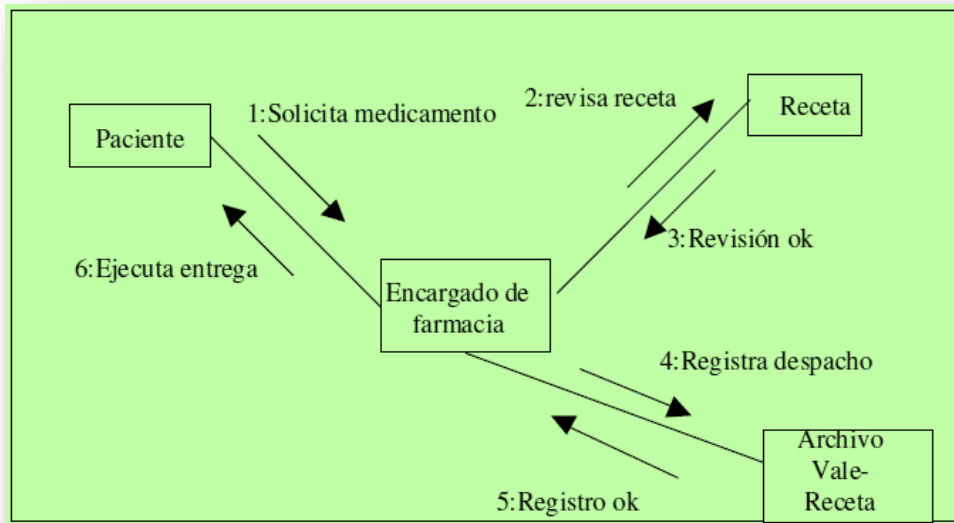 2:revisa receta
1:Solicita medicamento
Receta
Paciente
3:Revisión ok
6:Ejecuta entrega
Encargado de
farmacia
4:Registra despacho
Archivo
Vale-
Receta
5:Registro ok